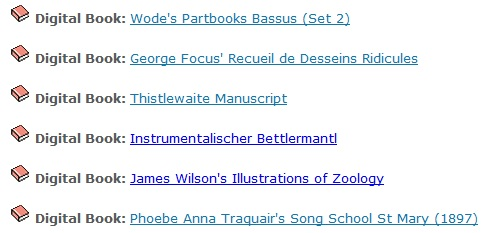 Digital Book: Wode's Partbooks Bassus (Set 2)
Digital Book: George Focus' Recueil de Desseins Ridicules
Digital Book: Thistlewaite Manuscript
Digital Book: Instrumentalischer Bettlermantl
Digital Book: James Wilson's Illustrations of Zoology
Digital Book: Phoebe Anna Traquair's Song School St Mary (1897)